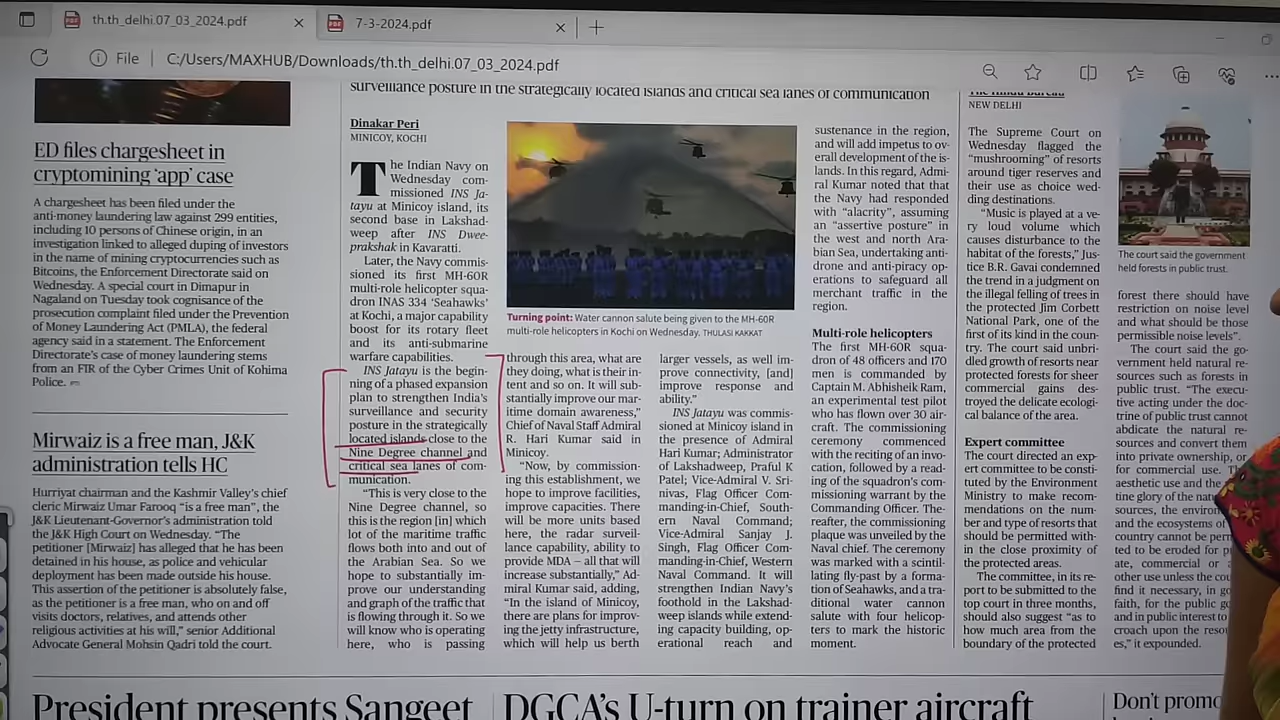 th.th_delhi.07_03_2024.pdf
7-3-2024.pdf
File
C:/Users/MAXHUB/Downloads/th.th_delhi.07_03_2024.pdf
ED files chargesheet in
cryptomining ‘app’ case
A chargesheet has been filed under the
anti-money laundering law against 299 entities,
including 10 persons of Chinese origin, in an
investigation linked to alleged duping of investors
in the name of mining cryptocurrencies such as
Bitcoins, the Enforcement Directorate said on
Wednesday. A special court in Dimapur in
Nagaland on Tuesday took cognisance of the
prosecution complaint filed under the Prevention
of Money Laundering Act (PMLA), the federal
agency said in a statement. The Enforcement
Directorate’s case of money laundering stems
from an FIR of the Cyber Crimes Unit of Kohima
Police.
Mirwaiz is a free man, J&K
administration tells HC
Hurriyat chairman and the Kashmir Valley’s chief
cleric Mirwaiz Umar Farooq “is a free man”, the
J&K Lieutenant-Governor’s administration told
the J&K High Court on Wednesday. “The
petitioner [Mirwaiz] has alleged that he has been
detained in his house, as police and vehicular
deployment has been made outside his house.
This assertion of the petitioner is absolutely false,
as the petitioner is a free man, who on and off
visits doctors, relatives, and attends other
religious activities at his will,” senior Additional
Advocate General Mohsin Qadri told the court.
surveillance posture in the strategically located islands and critical sea lanes of communication
Dinakar Peri
MINICOY, KOCHI
The Indian Navy on
Wednesday com-
missioned INS Ja-
tayu at Minicoy island, its
second base in Lakshad-
weep after INS Dwee-
prakshak in Kavaratti.
Later, the Navy commis-
sioned its first MH-60R
multi-role helicopter squa-
dron INAS 334 ‘Seahawks’
at Kochi, a major capability
boost for its rotary fleet
and its anti-submarine
warfare capabilities.
INS Jatayu is the begin-
ning of a phased expansion
plan to strengthen India’s
surveillance and security
posture in the strategically
located islands close to the
Nine Degree channel and
critical sea lanes of com-
munication.
“This is very close to the
Nine Degree channel, so
this is the region [in] which
lot of the maritime traffic
flows both into and out of
the Arabian Sea. So we
hope to substantially im-
prove our understanding
and graph of the traffic that
is flowing through it. So we
will know who is operating
here, who is passing
Turning point: Water cannon salute being given to the MH-60R
multi-role helicopters in Kochi on Wednesday. THULASI KAKKAT
through this area, what are
they doing, what is their in-
tent and so on. It will sub-
stantially improve our mar-
itime domain awareness,”
Chief of Naval Staff Admiral
R. Hari Kumar said in
Minicoy.
“Now, by commission-
ing this establishment, we
hope to improve facilities,
improve capacities. There
will be more units based
here, the radar surveil-
lance capability, ability to
provide MDA – all that will
increase substantially,” Ad-
miral Kumar said, adding,
“In the island of Minicoy,
there are plans for improv-
ing the jetty infrastructure,
which will help us berth
larger vessels, as well im-
prove connectivity, [and]
improve response and
ability.”
INS Jatayu was commis-
sioned at Minicoy island in
the presence of Admiral
Hari Kumar; Administrator
of Lakshadweep, Praful K
Patel; Vice-Admiral V. Sri-
nivas, Flag Officer Com-
manding-in-Chief, South-
ern Naval Command;
Vice-Admiral Sanjay J.
Singh, Flag Officer Com-
manding-in-Chief, Western
Naval Command. It will
strengthen Indian Navy’s
foothold in the Lakshad-
weep islands while extend-
ing capacity building, op-
erational reach and
sustenance in the region,
and will add impetus to ov-
erall development of the is-
lands. In this regard, Admi-
ral Kumar noted that that
the Navy had responded
with “alacrity”, assuming
an “assertive posture” in
the west and north Ara-
bian Sea, undertaking anti-
drone and anti-piracy op-
erations to safeguard all
merchant traffic in the
region.
Multi-role helicopters
The first MH-60R squa-
dron of 48 officers and 170
men is commanded by
Captain M. Abhisheik Ram,
an experimental test pilot
who has flown over 30 air-
craft. The commissioning
ceremony commenced
with the reciting of an invo-
cation, followed by a read-
ing of the squadron’s com-
missioning warrant by the
Commanding Officer. The-
reafter, the commissioning
plaque was unveiled by the
Naval chief. The ceremony
was marked with a scintil-
lating fly-past by a forma-
tion of Seahawks, and a tra-
ditional water cannon
salute with four helicop-
ters to mark the historic
moment.
The Hindu Bureau
NEW DELHI
The Supreme Court on
Wednesday flagged the
“mushrooming” of resorts
around tiger reserves and
their use as choice wed-
ding destinations.
“Music is played at a ve-
ry loud volume which
causes disturbance to the
habitat of the forests,” Jus-
tice B.R. Gavai condemned
the trend in a judgment on
the illegal felling of trees in
the protected Jim Corbett
National Park, one of the
first of its kind in the coun-
try. The court said unbri-
dled growth of resorts near
protected forests for sheer
commercial gains des-
troyed the delicate ecologi-
cal balance of the area.
Expert committee
The court directed an exp-
ert committee to be consti-
tuted by the Environment
Ministry to make recom-
mendations on the num-
ber and type of resorts that
should be permitted with-
in the close proximity of
the protected areas.
The committee, in its re-
port to be submitted to the
top court in three months,
should also suggest “as to
how much area from the
boundary of the protected
The court said the government
held forests in public trust.
forest there should have
restriction on noise level
and what should be those
permissible noise levels”.
The court said the go-
vernment held natural re-
sources such as forests in
public trust. “The execu-
tive acting under the doc-
trine of public trust cannot
abdicate the natural re-
sources and convert them
into private ownership, or
for commercial use. Th
aesthetic use and the
tine glory of the natu
sources, the environ
and the ecosystems of
country cannot be perm
ted to be eroded for p
ate, commercial or a
other use unless the cou
find it necessary, in go
faith, for the public go
and in public interest to
croach upon the resou
es,” it expounded.
President presents Sangeet
DGCA’s U-turn on trainer aircraft
Don’t promo